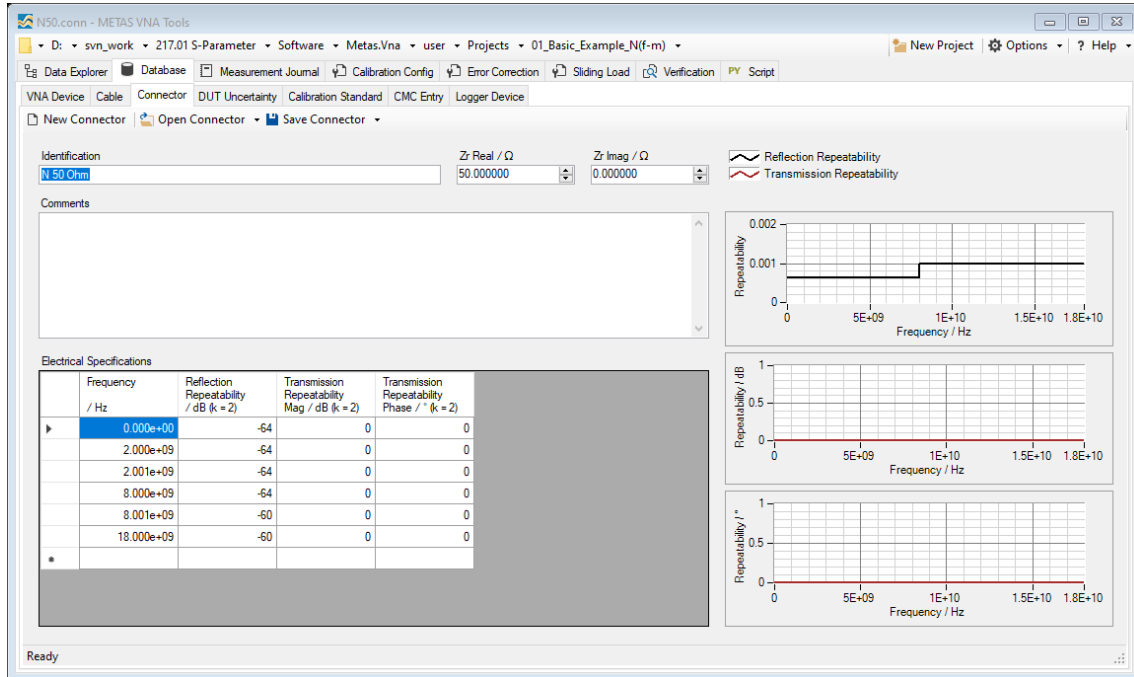 N50.conn - METAS VNA Tools
D: svn_work 217.01 S-Parameter Software Metas.Vna user Projects 01_Basic_Example_N(f-m) New Project Options ? Help
Data Explorer Database Measurement Journal Calibration Config Error Correction Sliding Load Verification PY Script
VNA Device Cable Connector DUT Uncertainty Calibration Standard CMC Entry Logger Device
New Connector Open Connector Save Connector
Identification Zr Real / Ω Zr Imag / Ω
N 50 Ohm 50.000000 0.000000
Comments
Electrical Specifications
Frequency / Hz
Reflection Repeatability / dB (k = 2)
Transmission Repeatability Mag / dB (k = 2)
Transmission Repeatability Phase / ° (k = 2)
0.000e+00 -64 0 0
2.000e+09 -64 0 0
2.001e+09 -64 0 0
8.000e+09 -64 0 0
8.001e+09 -60 0 0
18.000e+09 -60 0 0
Reflection Repeatability
Transmission Repeatability
Repeatability
0.002
0.001
0
0 5E+09 1E+10 1.5E+10 1.8E+10
Frequency / Hz
Repeatability / dB
1
0.5
0
0 5E+09 1E+10 1.5E+10 1.8E+10
Frequency / Hz
Repeatability / °
1
0.5
0
0 5E+09 1E+10 1.5E+10 1.8E+10
Frequency / Hz
Ready